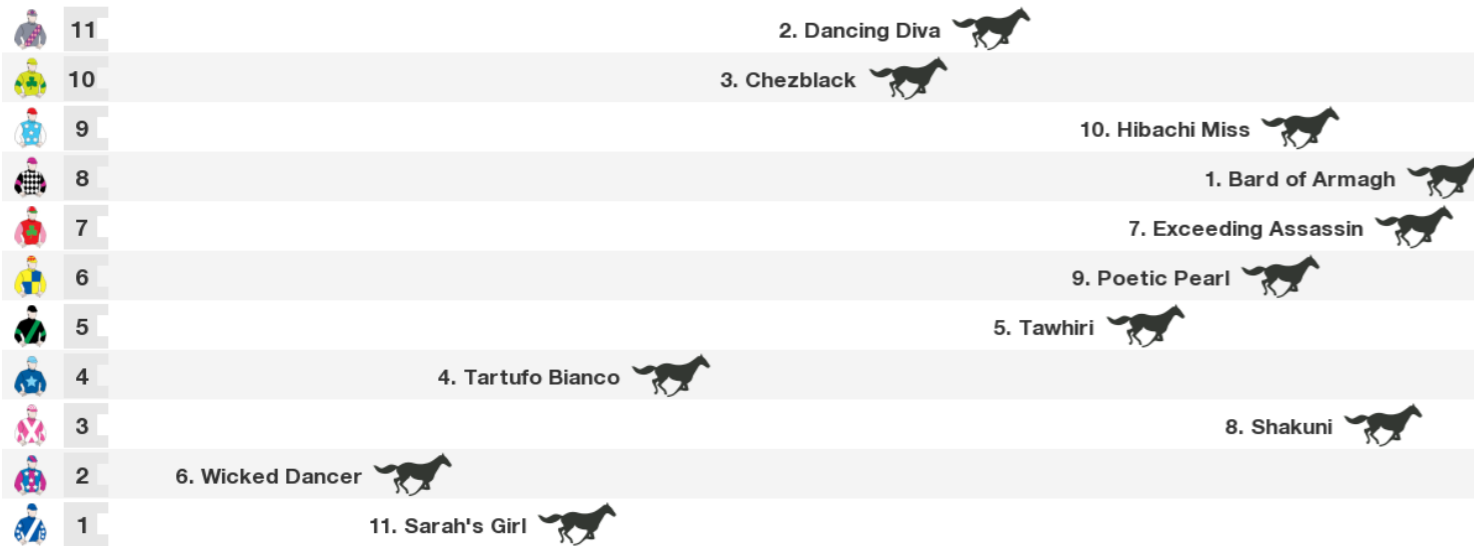 11 2. Dancing Diva
10 3. Chezblack
9 10. Hibachi Miss
8 1. Bard of Armagh
7 7. Exceeding Assassin
6 9. Poetic Pearl
5 5. Tawhiri
4 4. Tartufo Bianco
3 8. Shakuni
2 6. Wicked Dancer
1 11. Sarah's Girl